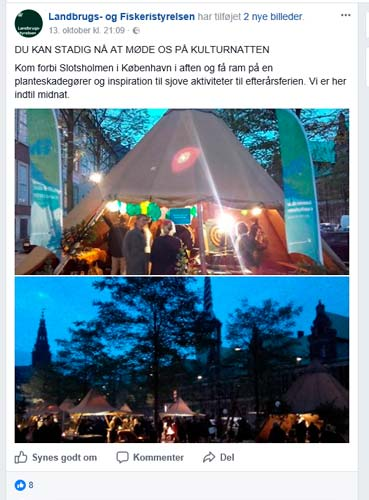 Landbrugs- og Fiskeristyrelsen har tilføjet 2 nye billeder.
13. oktober kl. 21:09 ·
DU KAN STADIG NÅ AT MØDE OS PÅ KULTURNATTEN
Kom forbi Slotsholmen i København i aften og få ram på en
planteskadegører og inspiration til sjove aktiviteter til efterårsferien. Vi er her
indtil midnat.
Synes godt om
Kommenter
Del
8